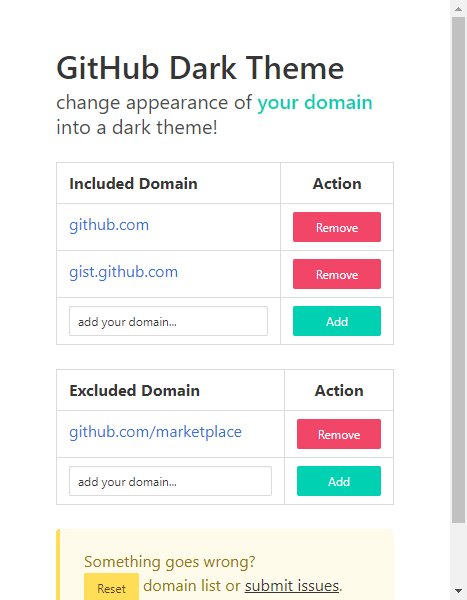 GitHub Dark Theme
change appearance of your domain
into a dark theme!
Included Domain Action
github.com Remove
gist.github.com Remove
add your domain... Add
Excluded Domain Action
github.com/marketplace Remove
add your domain... Add
Something goes wrong?
Reset domain list or submit issues.